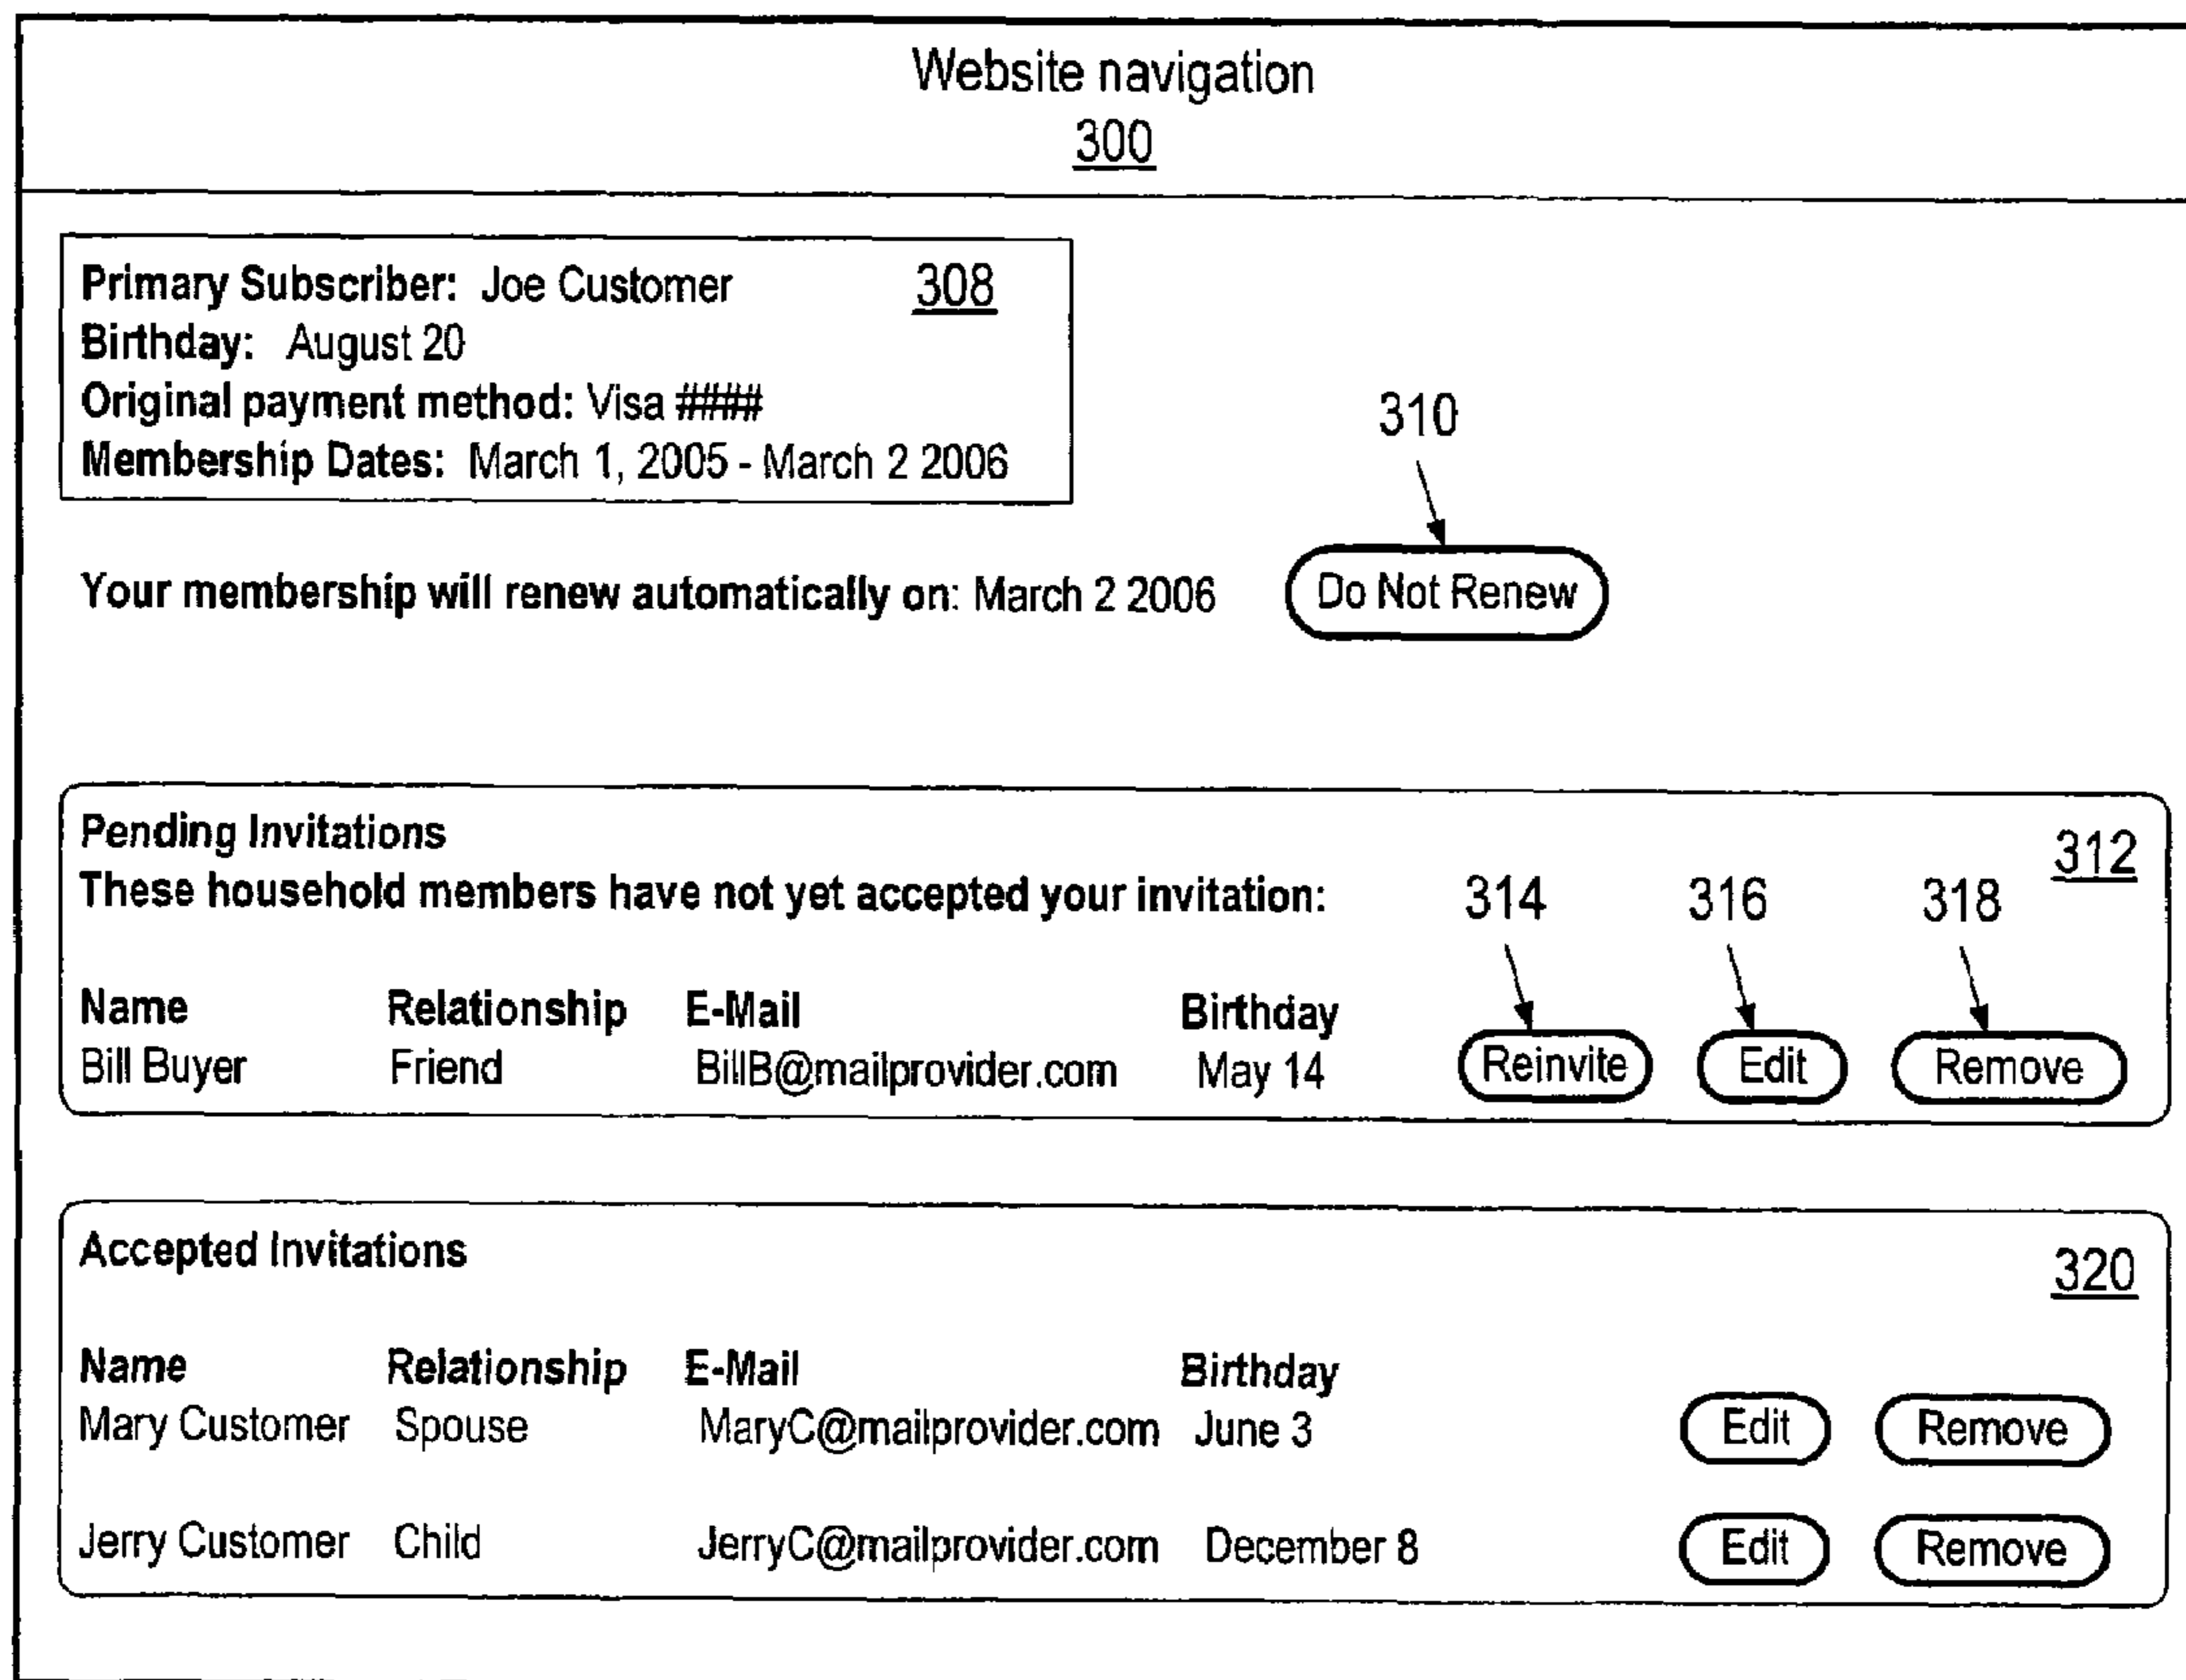 Website navigation
300
Primary Subscriber: Joe Customer 308
Birthday: August 20
Original payment method: Visa ####
Membership Dates: March 1, 2005 - March 2 2006
310
Your membership will renew automatically on: March 2 2006 Do Not Renew
Pending Invitations 312
These household members have not yet accepted your invitation: 314 316 318
Name Relationship E-Mail Birthday
Bill Buyer Friend BillB@mailprovider.com May 14 Reinvite Edit Remove
Accepted Invitations 320
Name Relationship E-Mail Birthday
Mary Customer Spouse MaryC@mailprovider.com June 3 Edit Remove
Jerry Customer Child JerryC@mailprovider.com December 8 Edit Remove